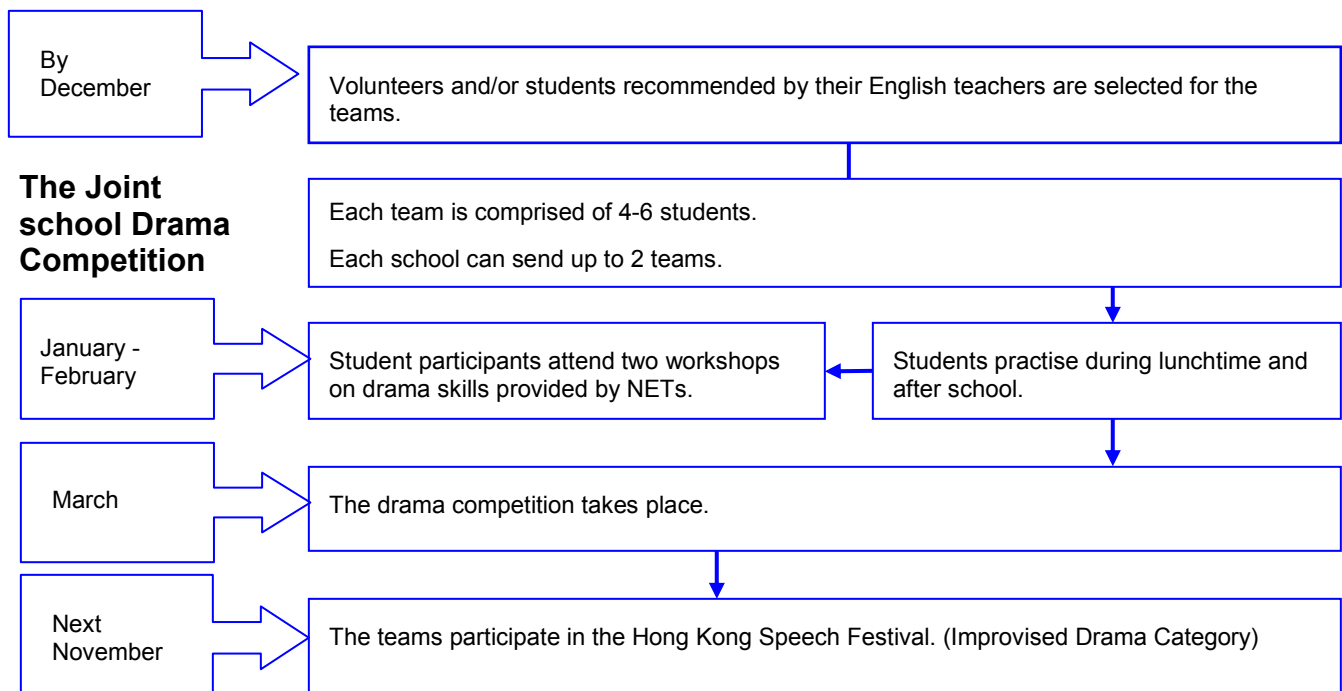 By
December
Volunteers and/or students recommended by their English teachers are selected for the
teams.
The Joint
school Drama
Competition
Each team is comprised of 4-6 students.
Each school can send up to 2 teams.
January -
February
Student participants attend two workshops
on drama skills provided by NETs.
Students practise during lunchtime and
after school.
March
The drama competition takes place.
Next
November
The teams participate in the Hong Kong Speech Festival. (Improvised Drama Category)